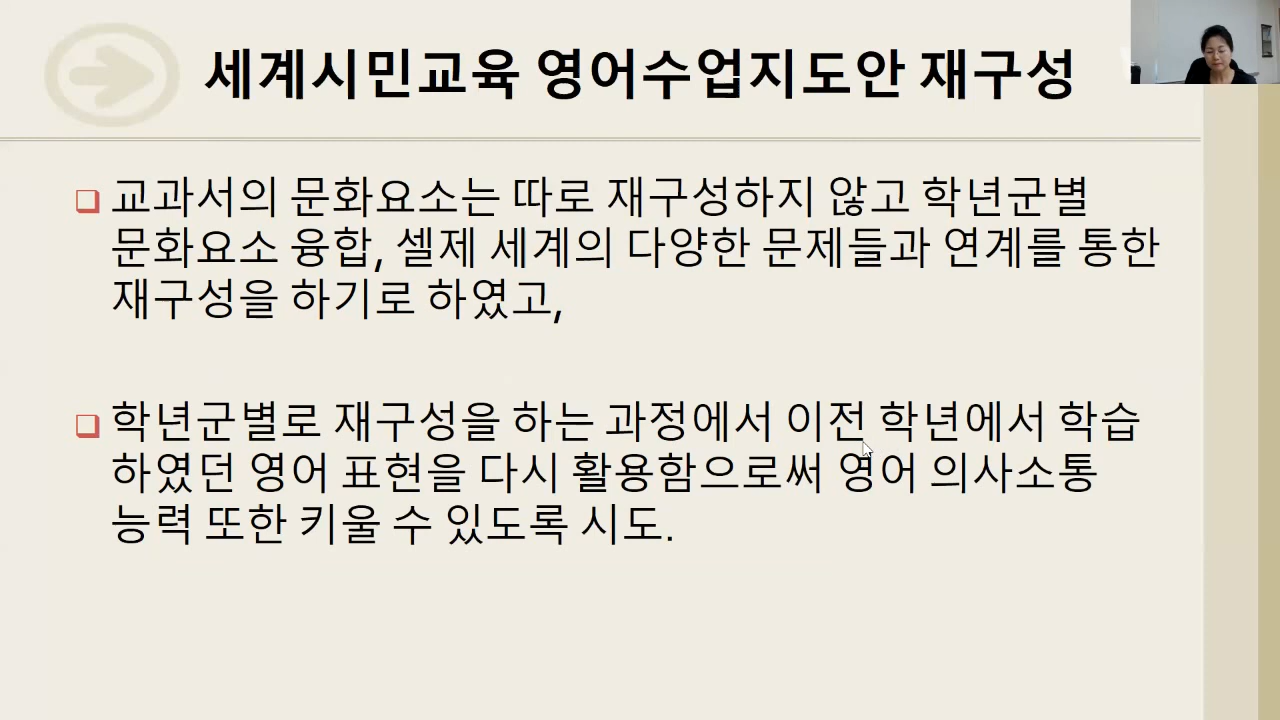 세계시민교육 영어수업지도안 재구성
교과서의 문화요소는 따로 재구성하지 않고 학년군별
문화요소 융합, 셀제 세계의 다양한 문제들과 연계를 통한
재구성을 하기로 하였고,
학년군별로 재구성을 하는 과정에서 이전 학년에서 학습
하였던 영어 표현을 다시 활용함으로써 영어 의사소통
능력 또한 키울 수 있도록 시도.